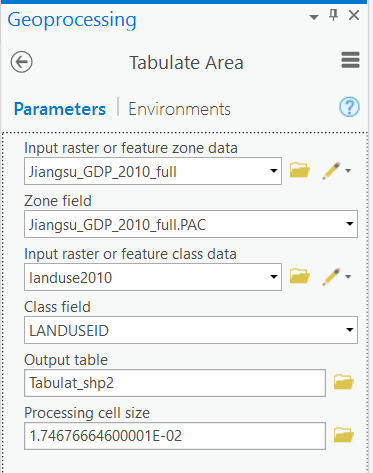 Geoprocessing
Tabulate Area
Parameters | Environments
Input raster or feature zone data
Jiangsu_GDP_2010_full
Zone field
Jiangsu_GDP_2010_full.PAC
Input raster or feature class data
landuse2010
Class field
LANDUSEID
Output table
Tabulat_shp2
Processing cell size
1.74676664600001E-02